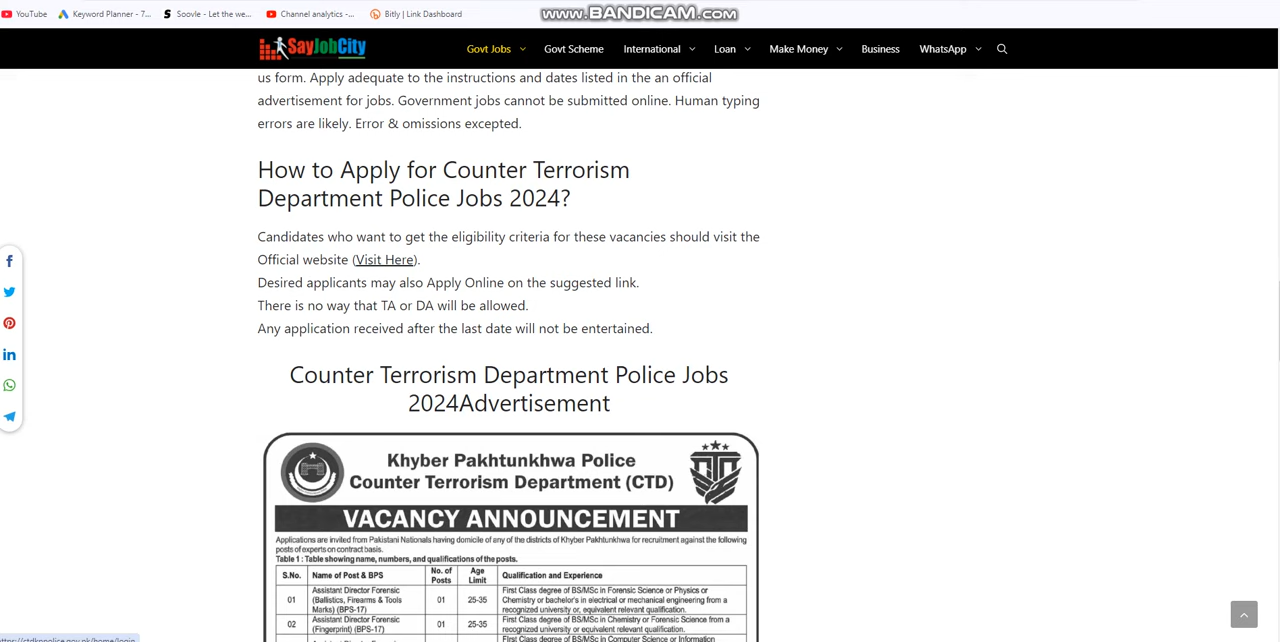 YouTube
Keyword Planner - 7...
Soovle - Let the we...
Channel analytics -...
Bitly | Link Dashboard
www.BANDICAM.com
SayJobCity
Govt Jobs
Govt Scheme
International
Loan
Make Money
Business
WhatsApp
us form. Apply adequate to the instructions and dates listed in the an official
advertisement for jobs. Government jobs cannot be submitted online. Human typing
errors are likely. Error & omissions excepted.
How to Apply for Counter Terrorism
Department Police Jobs 2024?
Candidates who want to get the eligibility criteria for these vacancies should visit the
Official website (Visit Here).
Desired applicants may also Apply Online on the suggested link.
There is no way that TA or DA will be allowed.
Any application received after the last date will not be entertained.
Counter Terrorism Department Police Jobs
2024Advertisement
Khyber Pakhtunkhwa Police
Counter Terrorism Department (CTD)
VACANCY ANNOUNCEMENT
Applications are invited from Pakistani Nationals having domicile of any of the districts of Khyber Pakhtunkhwa for recruitment against the following
posts of experts on contract basis.
Table 1 : Table showing name, numbers, and qualifications of the posts.
S.No. Name of Post & BPS No. of Posts Age Limit Qualification and Experience
01 Assistant Director Forensic (Ballistics, Firearms & Tools Marks) (BPS-17) 01 25-35 First Class degree of BS/MSc in Forensic Science or Physics or Chemistry or bachelor's in electrical or mechanical engineering from a recognized university or, equivalent relevant qualification.
02 Assistant Director Forensic (Fingerprint) (BPS-17) 01 25-35 First Class degree of BS/MSc in Chemistry or Forensic Science from a recognized university or, equivalent relevant qualification.
First Class degree of BS/MSc in Computer Science or Information